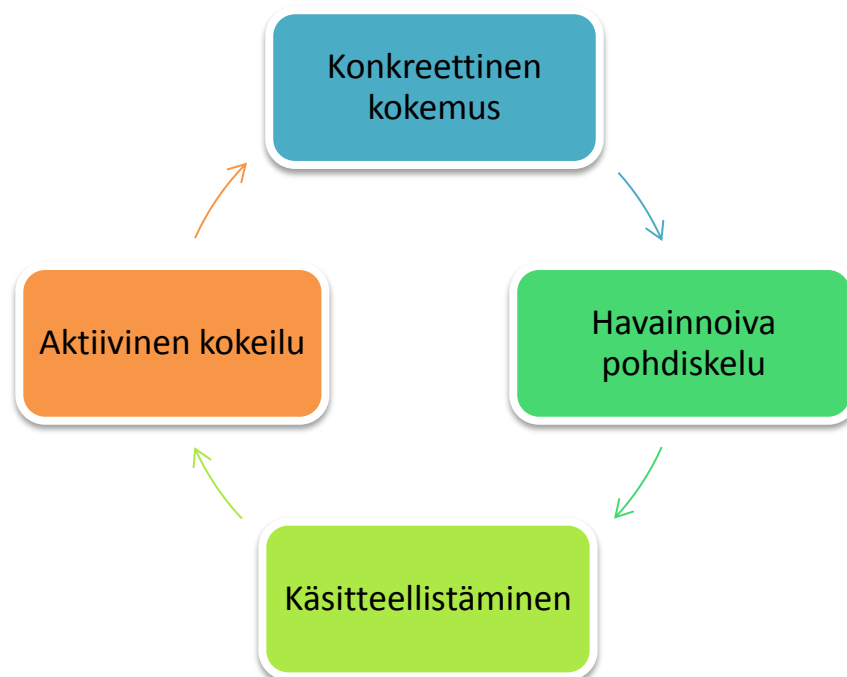 Konkreettinen
kokemus
Havainnoiva
pohdiskelu
Käsitteellistäminen
Aktiivinen kokeilu